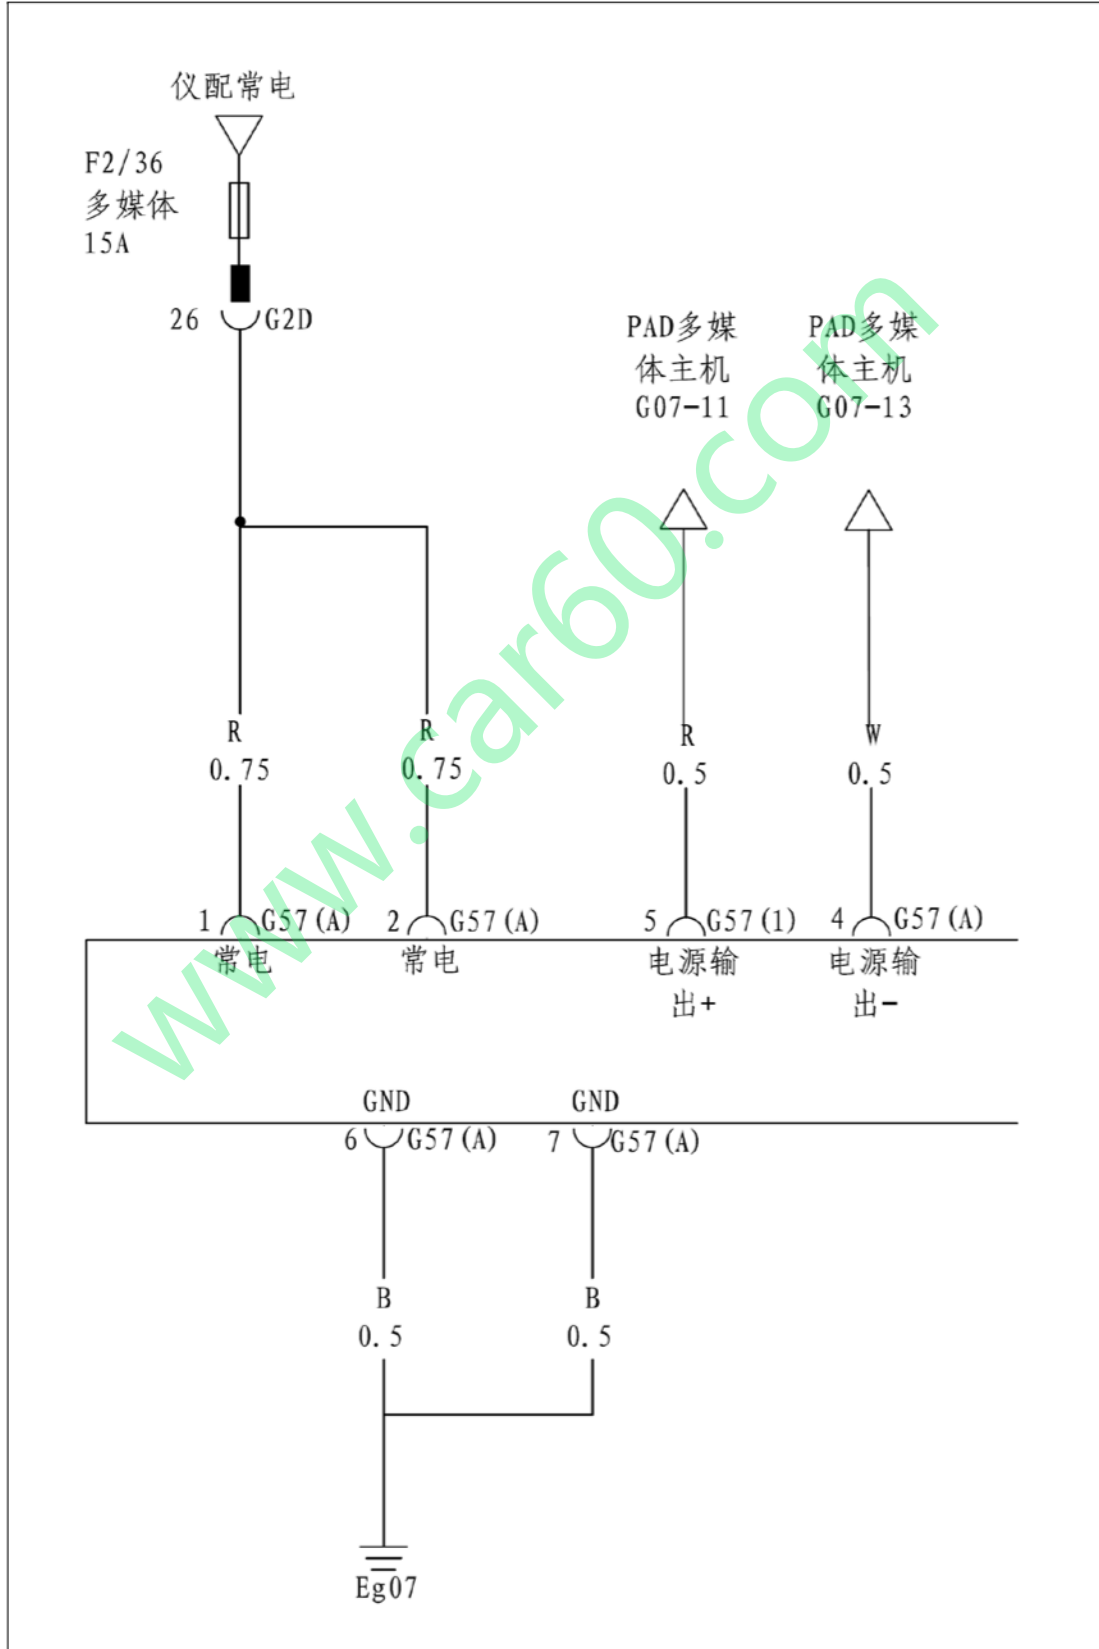 仪配常电
F2/36
多媒体
15A
26 G2D
PAD多媒
体主机
G07-11
PAD多媒
体主机
G07-13
R
0.75
R
0.75
R
0.5
W
0.5
1 G57(A)
常电
2 G57(A)
常电
5 G57(1)
电源输
出+
4 G57(A)
电源输
出-
GND
6 G57(A)
GND
7 G57(A)
B
0.5
B
0.5
Eg07
www.car60.com